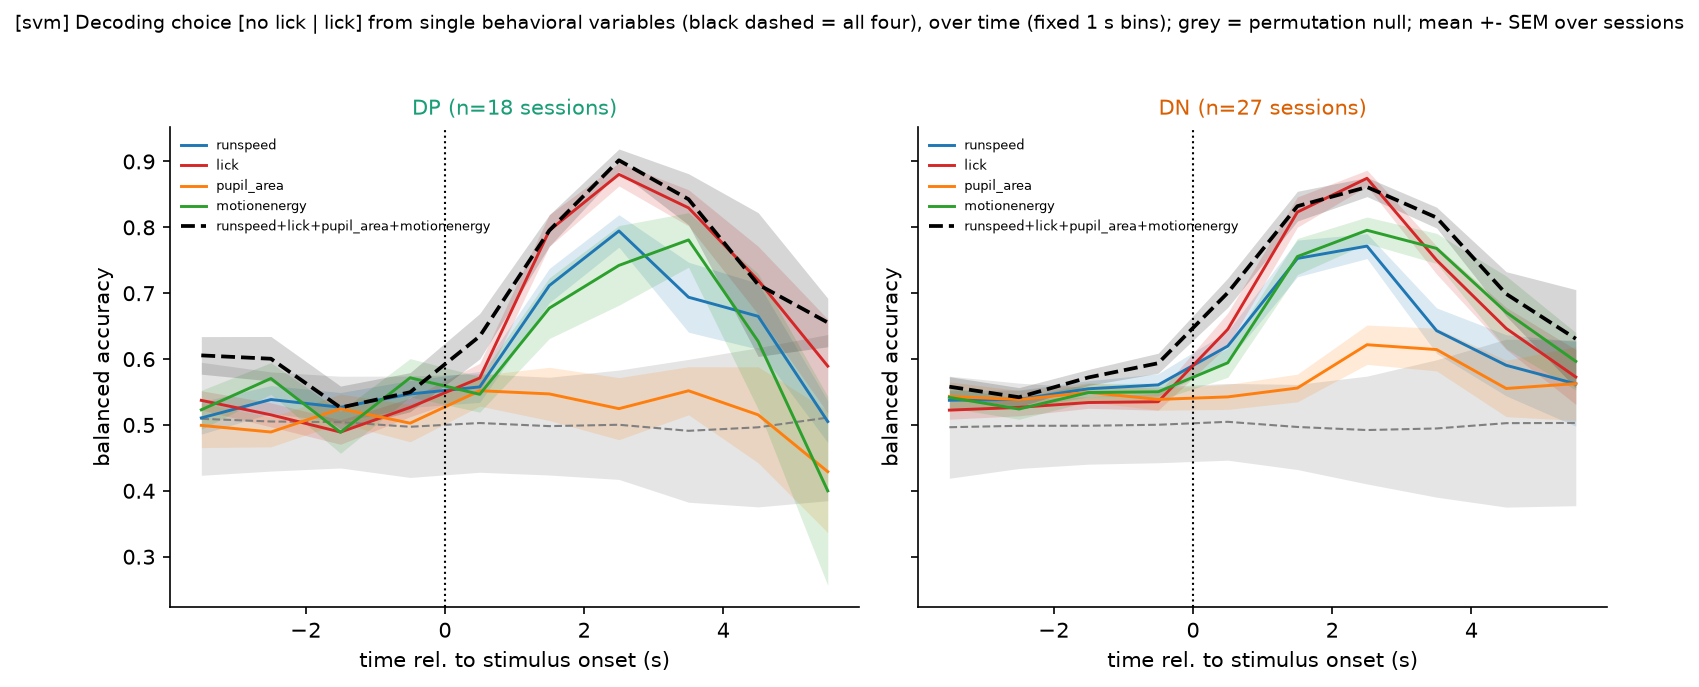 [svm] Decoding choice [no lick | lick] from single behavioral variables (black dashed = all four), over time (fixed 1 s bins); grey = permutation null; mean +- SEM over sessions
DP (n=18 sessions)
runspeed
lick
pupil_area
motionenergy
runspeed+lick+pupil_area+motionenergy
0.9
0.8
0.7
0.6
0.5
0.4
0.3
balanced accuracy
−2
0
2
4
time rel. to stimulus onset (s)
DN (n=27 sessions)
runspeed
lick
pupil_area
motionenergy
runspeed+lick+pupil_area+motionenergy
balanced accuracy
−2
0
2
4
time rel. to stimulus onset (s)